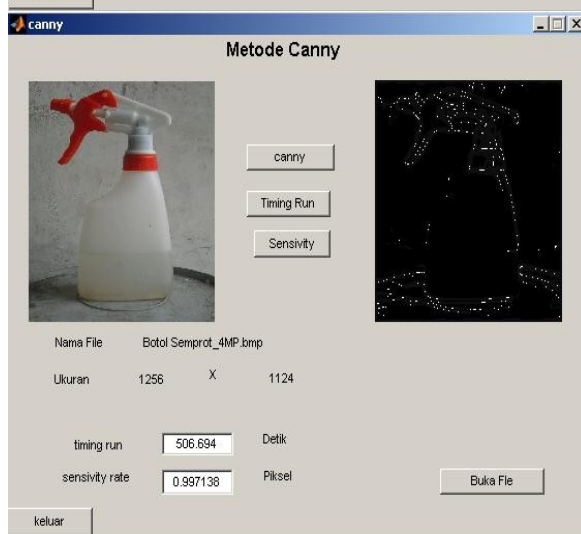 canny
Metode Canny
canny
Timing Run
Sensivity
Nama File Botol Semprot_4MP.bmp
Ukuran 1256 X 1124
timing run 506.694 Detik
sensivity rate 0.997138 Piksel
Buka Fle
keluar